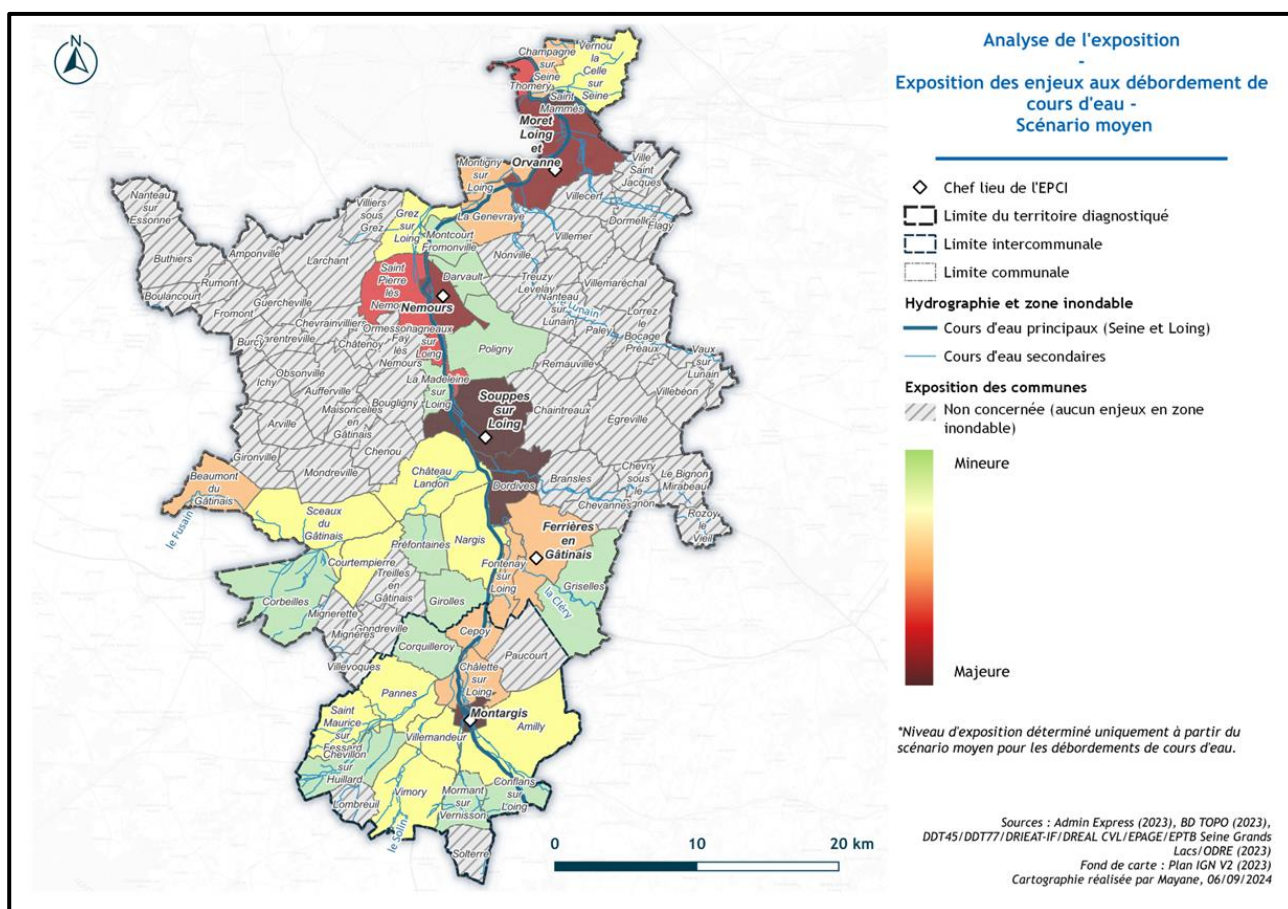 N
Analyse de l'exposition
-
Exposition des enjeux aux débordement de
cours d'eau -
Scénario moyen
Chef lieu de l'EPCI
Limite du territoire diagnostiqué
Limite intercommunale
Limite communale
Hydrographie et zone inondable
Cours d'eau principaux (Seine et Loing)
Cours d'eau secondaires
Exposition des communes
Non concernée (aucun enjeux en zone
inondable)
Mineure
Majeure
*Niveau d'exposition déterminé uniquement à partir du
scénario moyen pour les débordements de cours d'eau.
Sources : Admin Express (2023), BD TOPO (2023),
DDT45/DDT77/DRIEAT-IF/DREAL CVL/EPAGE/EPTB Seine Grands
Lacs/ODRE (2023)
Fond de carte : Plan IGN V2 (2023)
Cartographie réalisée par Mayane, 06/09/2024
Champagne
sur
Seine
Vernou
la
Celle
sur
Seine
Thomery
Saint
Mammès
Moret
Loing
et
Orvanne
Montigny
sur
Loing
Ville
Saint
Jacques
Villecerf
Dormelles
Flagy
Nanteau
sur
Essonne
Villiers
sous
Grez
Grez
sur
Loing
La Genevraye
Villemer
Montcourt
Fromonville
Nonville
Buthiers
Amponville
Larchant
Rumont
Boulancourt
Fromont
Guercheville
Saint
Pierre
lès
Nemours
Darvault
Treuzy
Levelay
Nanteau
sur
Lunain
Lunain
Villemaréchal
Nemours
Chevrainvilliers
Burcy
Garentreville
Châtenoy
Fay
lès
Nemours
sur
Loing
Poligny
Paley
Lorrez
le
Bocage
Préaux
Vaux
sur
Lunain
Remauville
Obsonville
Ichy
Aufferville
La Madeleine
sur
Loing
Bougligny
Souppes
sur
Loing
Villebéon
Maisoncelles
en
Gâtinais
Arville
Chaintreaux
Egreville
Chenou
Gironville
Mondreville
Beaumont
du
Gâtinais
Château
Landon
Dordives
Bransles
Chevry
sous
le
Bignon
Le Bignon
Mirabeau
Chevannes
Rozoy
le
Vieil
le Fusain
Sceaux
du
Gâtinais
Préfontaines
Nargis
Ferrières
en
Gâtinais
Courtempierre
Treilles
en
Gâtinais
Fontenay
sur
Loing
Griselles
la Cléry
Corbeilles
Girolles
Mignerette
Gondreville
Mignères
Cepoy
Corquilleroy
Paucourt
Villevoques
Châlette
sur
Loing
Pannes
Montargis
Amilly
Saint
Maurice
sur
Fessard
Villemandeur
Chevillon
sur
Huillard
Lombreuil
Vimory
Mormant
sur
Vernisson
Conflans
sur
Loing
le Solin
Solterre
0
10
20 km